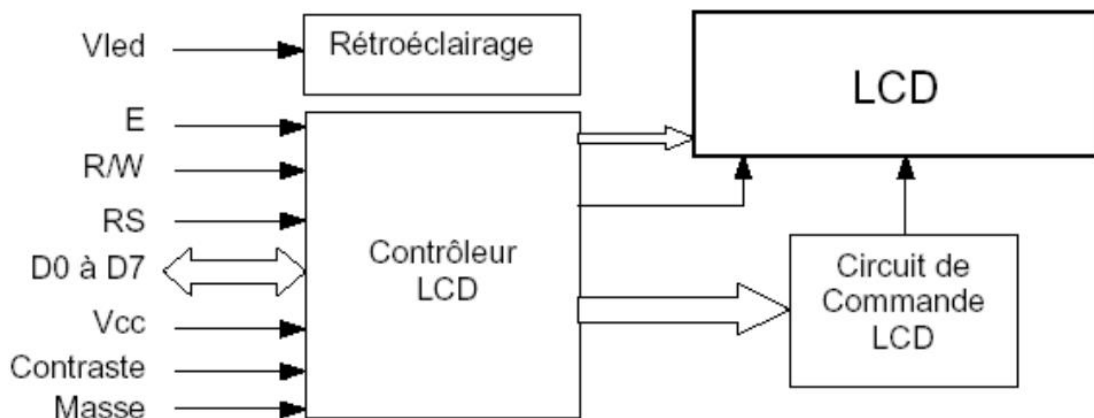 Vled
Rétroéclairage
LCD
E
R/W
RS
D0 à D7
Vcc
Contraste
Masse
Contrôleur
LCD
Circuit de
Commande
LCD